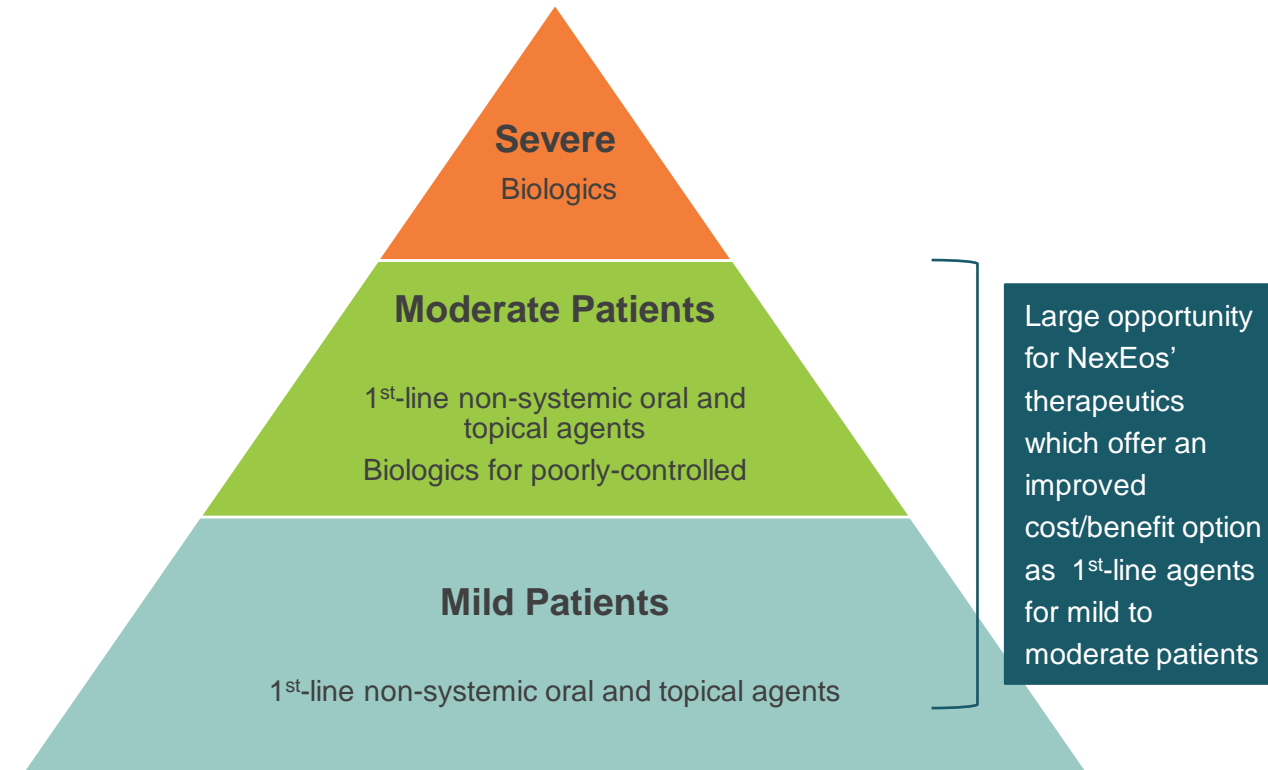 Severe
Biologics
Moderate Patients
1st-line non-systemic oral and
topical agents
Biologics for poorly-controlled
Mild Patients
1st-line non-systemic oral and topical agents
Large opportunity
for NexEos’
therapeutics
which offer an
improved
cost/benefit option
as 1st-line agents
for mild to
moderate patients